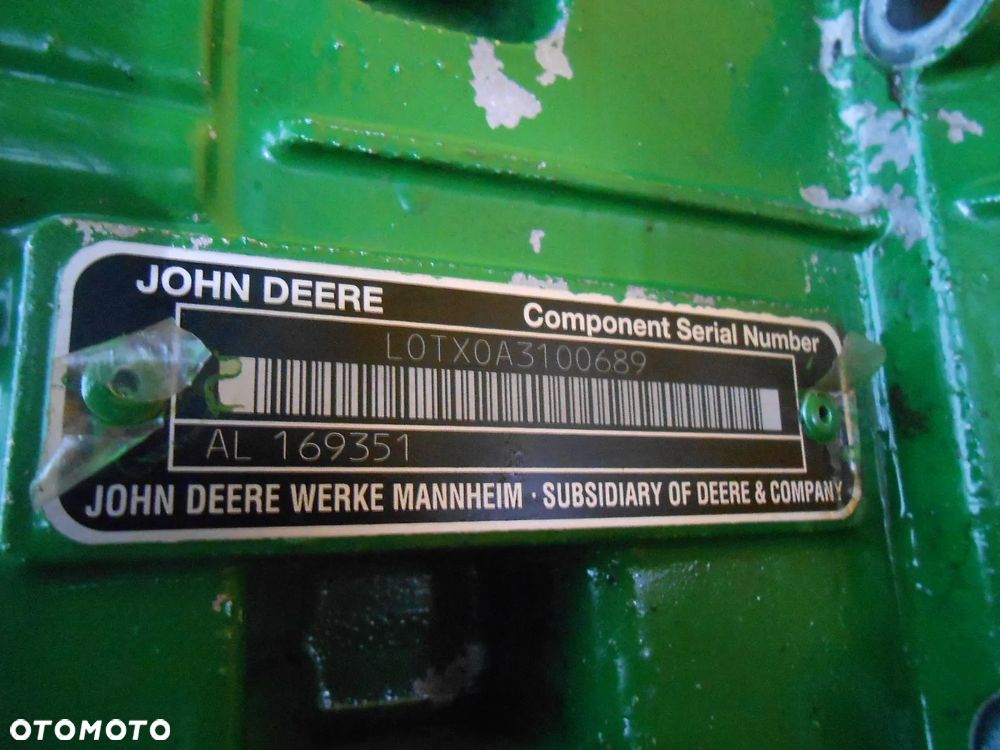 JOHN DEERE
Component Serial Number
L0TX0A3100689
AL 169351
JOHN DEERE WERKE MANNHEIM · SUBSIDIARY OF DEERE & COMPANY
OTOMOTO